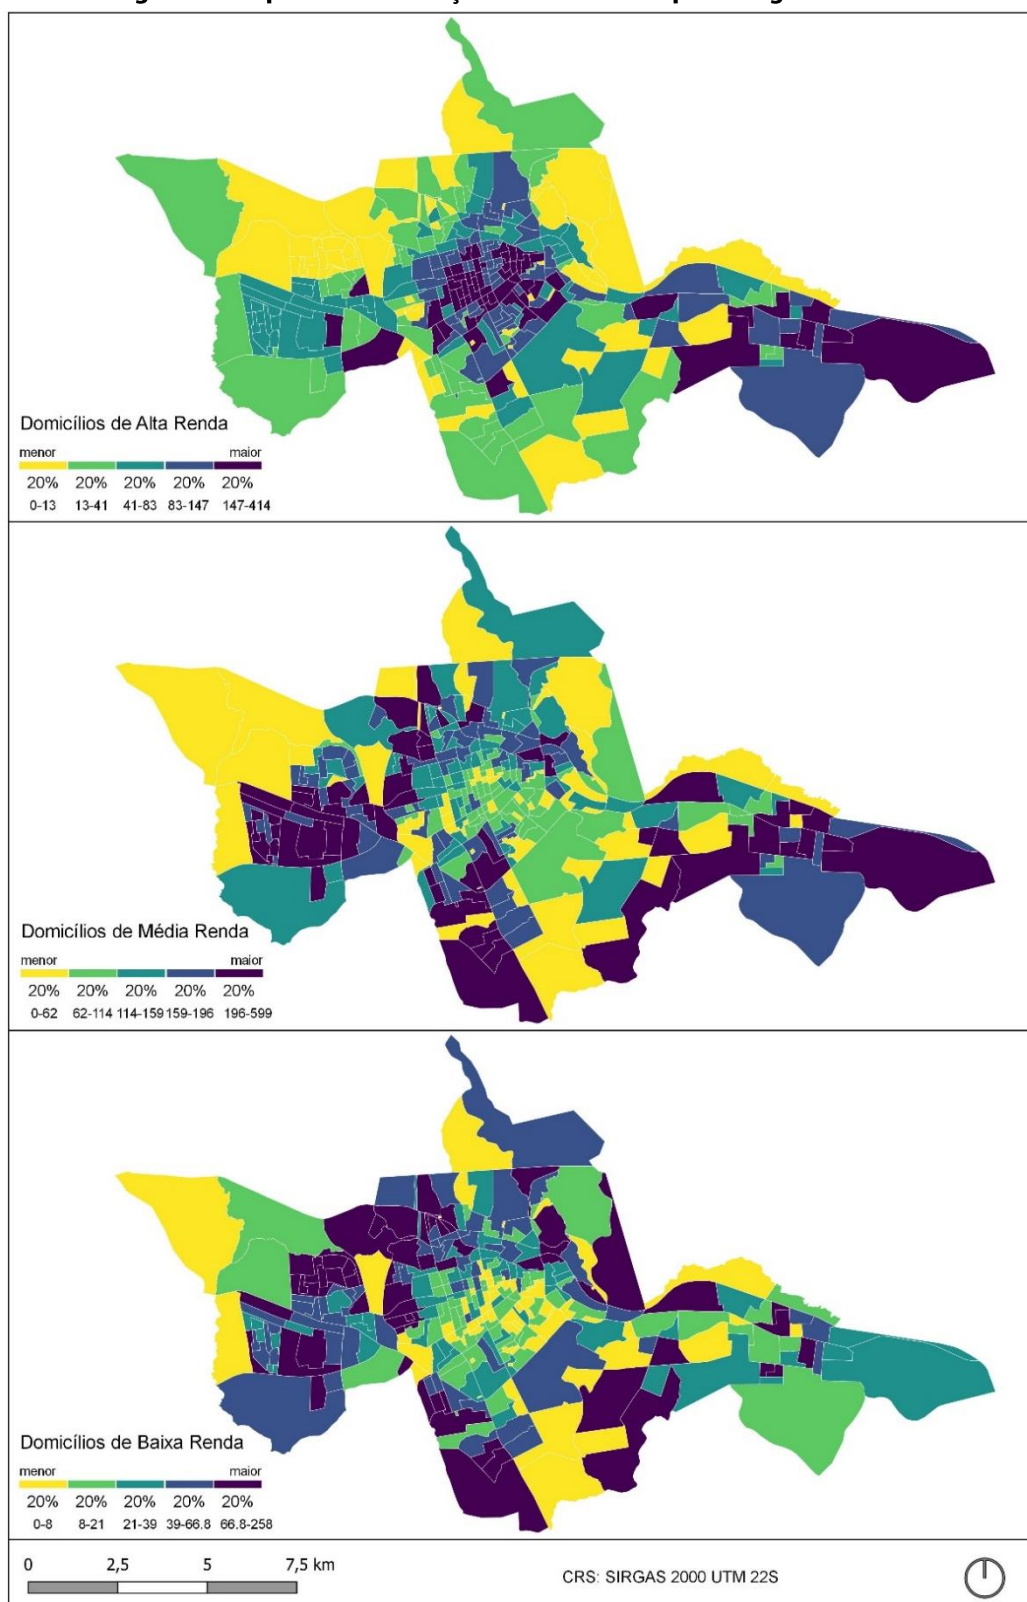 Domicílios de Alta Renda
menor maior
20% 20% 20% 20% 20%
0-13 13-41 41-83 83-147 147-414
Domicílios de Média Renda
menor maior
20% 20% 20% 20% 20%
0-62 62-114 114-159 159-196 196-599
Domicílios de Baixa Renda
menor maior
20% 20% 20% 20% 20%
0-8 8-21 21-39 39-66.8 66.8-258
0 2,5 5 7,5 km
CRS: SIRGAS 2000 UTM 22S